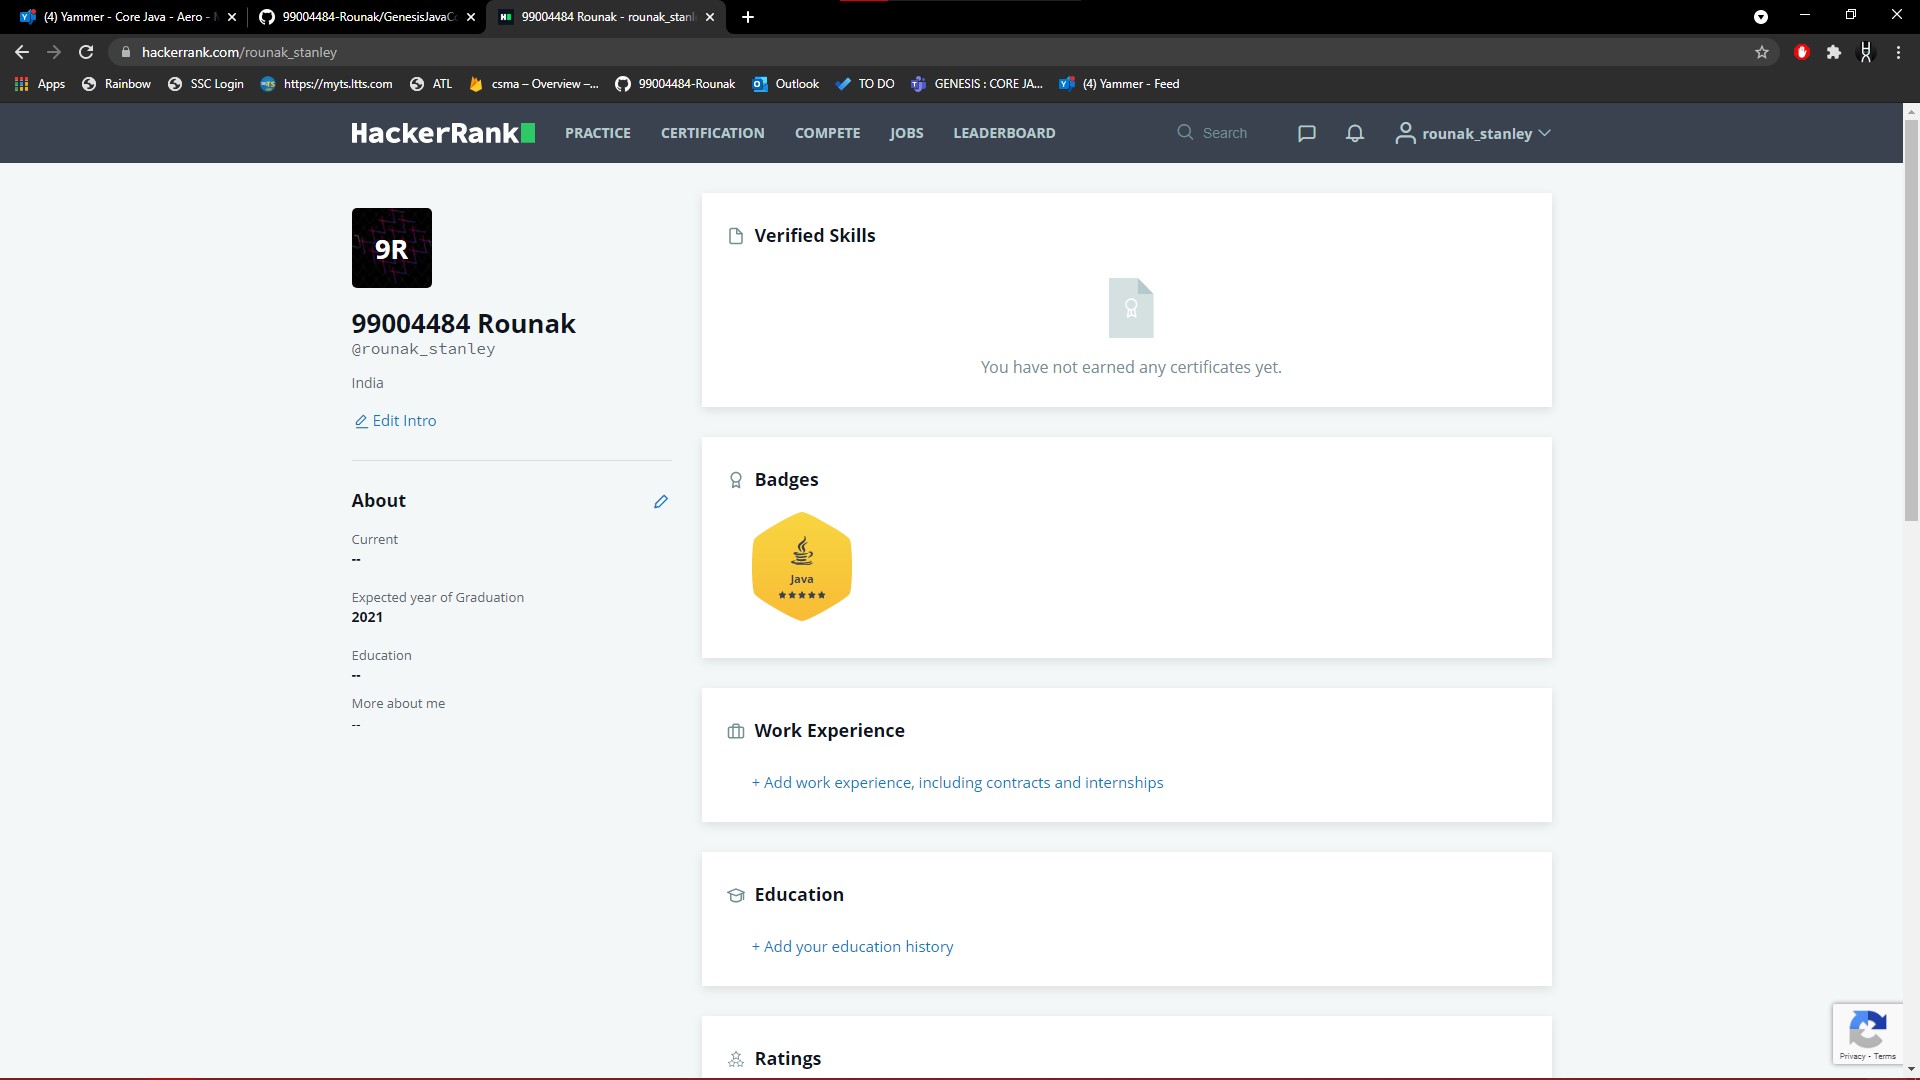 (4) Yammer - Core Java - Aero -
99004484-Rounak/GenesisJavaC
99004484 Rounak - rounak_stanl
hackerrank.com/rounak_stanley
Apps
Rainbow
SSC Login
https://myts.ltts.com
ATL
csma – Overview –...
99004484-Rounak
Outlook
TO DO
GENESIS : CORE JA...
(4) Yammer - Feed
HackerRank
PRACTICE
CERTIFICATION
COMPETE
JOBS
LEADERBOARD
Search
rounak_stanley
9R
99004484 Rounak
@rounak_stanley
India
Edit Intro
About
Current
--
Expected year of Graduation
2021
Education
--
More about me
--
Verified Skills
You have not earned any certificates yet.
Badges
Java
Work Experience
+ Add work experience, including contracts and internships
Education
+ Add your education history
Ratings
Privacy - Terms